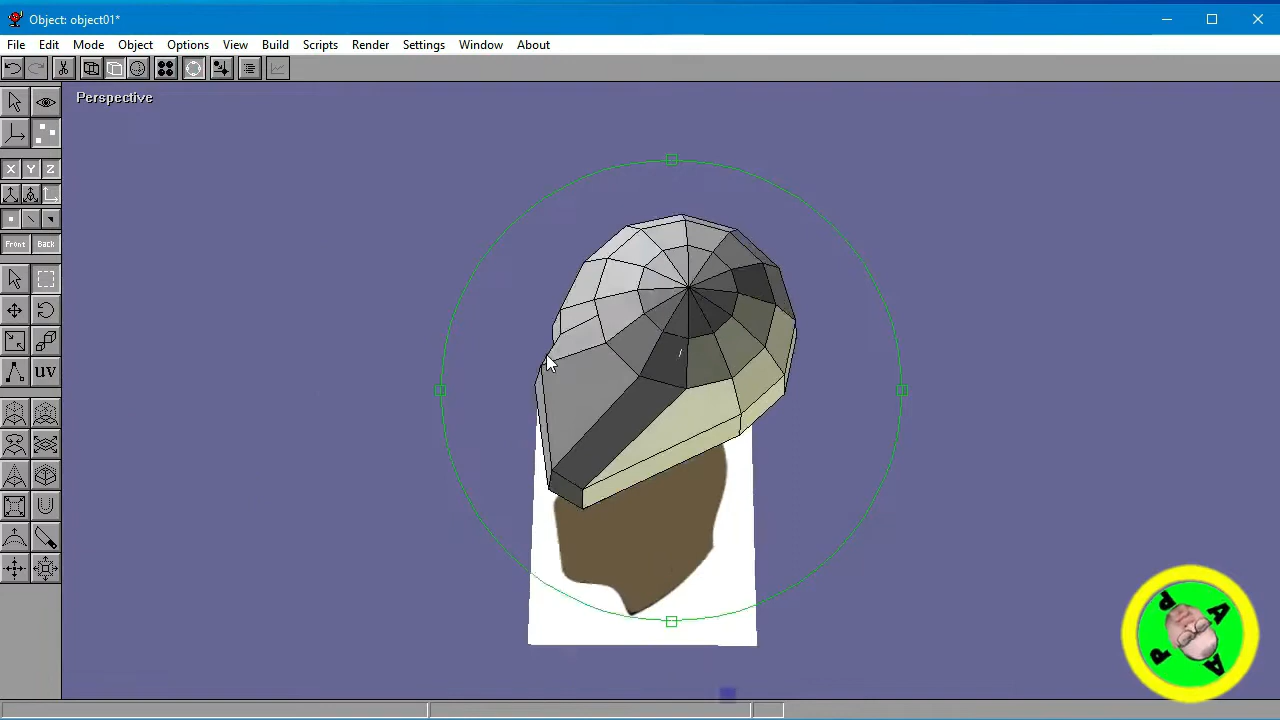 Object: object01*
File Edit Mode Object Options View Build Scripts Render Settings Window About
Perspective
X Y Z
Front Back
uv
P A P A